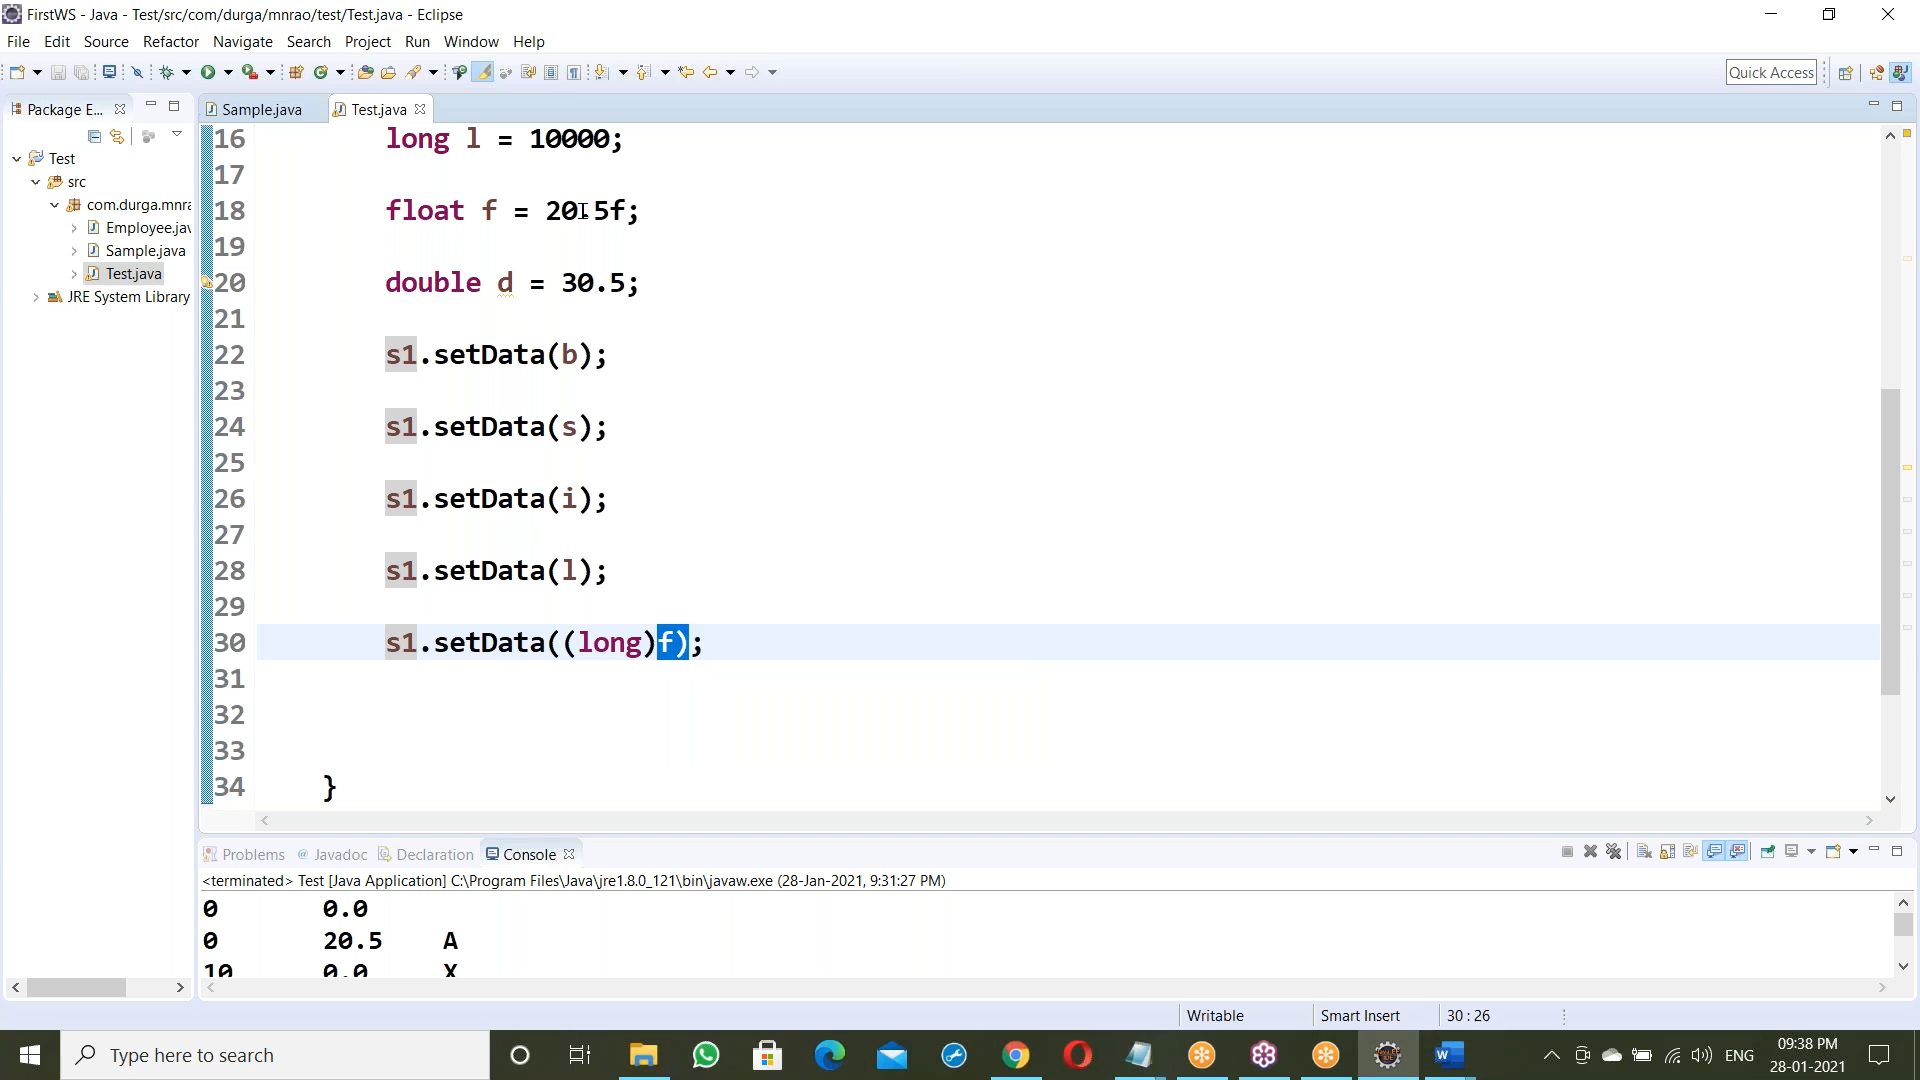 FirstWS - Java - Test/src/com/durga/mnrao/test/Test.java - Eclipse
File Edit Source Refactor Navigate Search Project Run Window Help
Quick Access
Package E...
Sample.java
Test.java
Test
src
com.durga.mnra
Employee.jav
Sample.java
Test.java
JRE System Library
16 long l = 10000;
17
18 float f = 20.5f;
19
20 double d = 30.5;
21
22 s1.setData(b);
23
24 s1.setData(s);
25
26 s1.setData(i);
27
28 s1.setData(l);
29
30 s1.setData((long)f);
31
32
33
34 }
Problems @ Javadoc Declaration Console
<terminated> Test [Java Application] C:\Program Files\Java\jre1.8.0_121\bin\javaw.exe (28-Jan-2021, 9:31:27 PM)
0 0.0
0 20.5 A
10 0.0 X
Writable Smart Insert 30 : 26
Type here to search
ENG
09:38 PM
28-01-2021